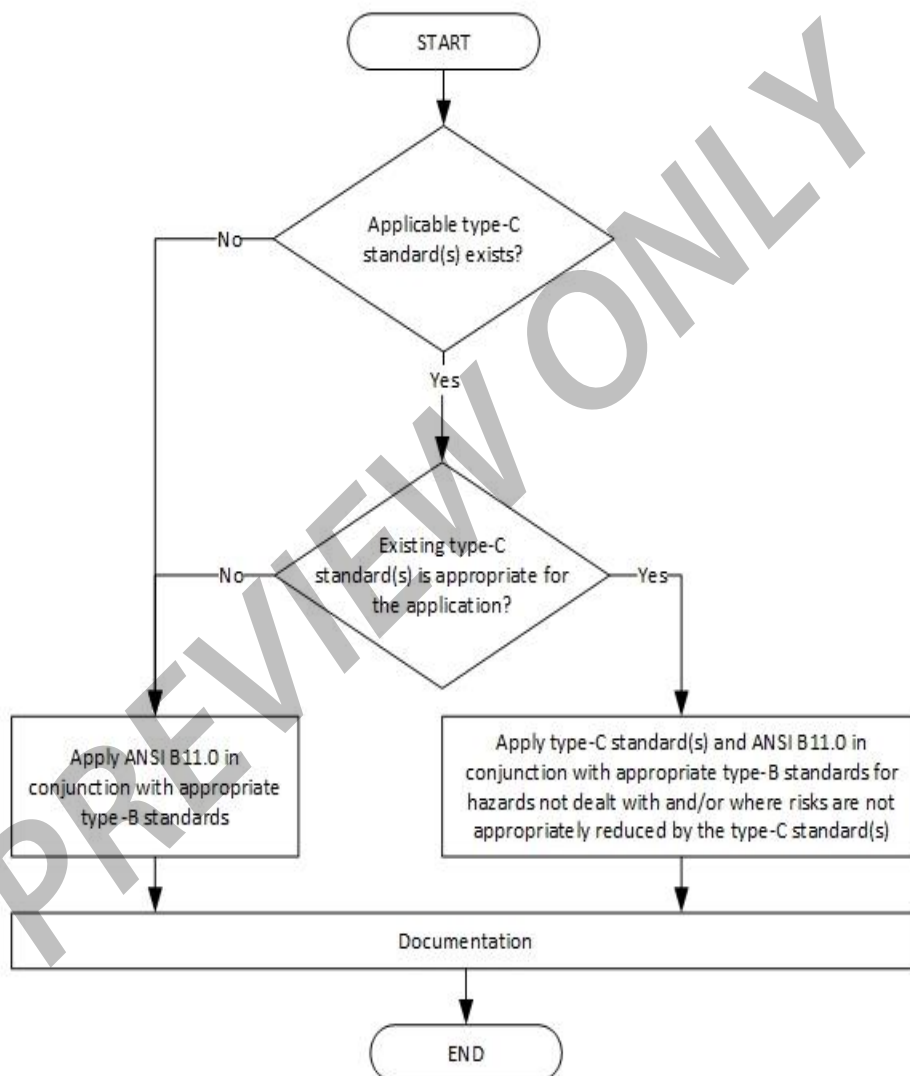 START
Applicable type-C
standard(s) exists?
No
Yes
Existing type-C
standard(s) is appropriate for
the application?
No
Yes
Apply ANSI B11.0 in
conjunction with appropriate
type-B standards
Apply type-C standard(s) and ANSI B11.0 in
conjunction with appropriate type-B standards for
hazards not dealt with and/or where risks are not
appropriately reduced by the type-C standard(s)
Documentation
END
PREVIEW ONLY